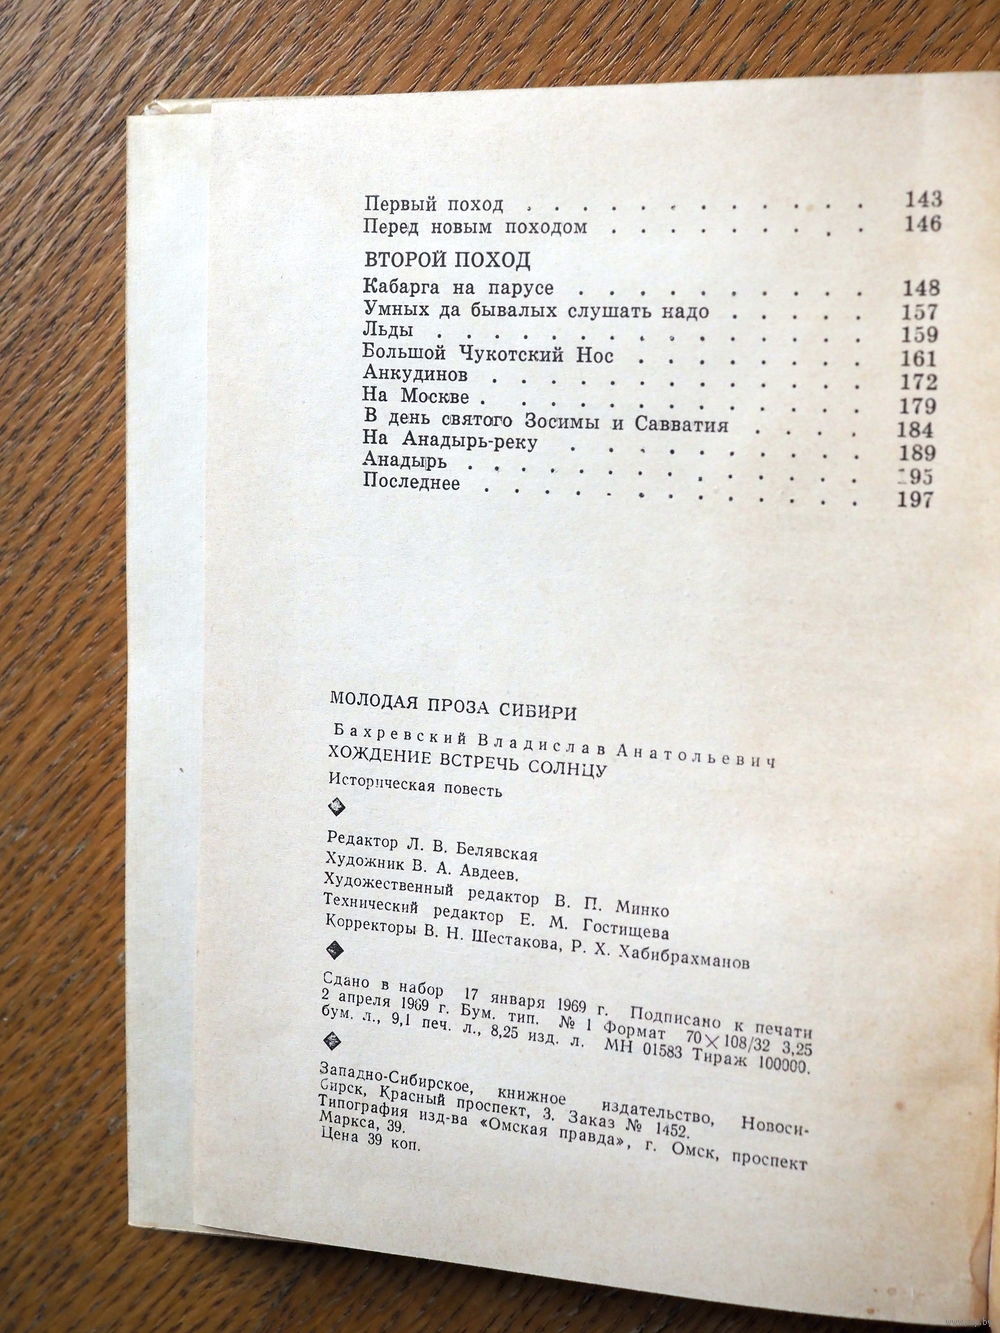 Первый поход . . . . . . . . . . . . 143
Перед новым походом . . . . . . . . . 146
ВТОРОЙ ПОХОД
Кабарга на парусе . . . . . . . . . . 148
Умных да бывалых слушать надо . . . . . 157
Льды . . . . . . . . . . . . . . . 159
Большой Чукотский Нос . . . . . . . . 161
Анкудинов . . . . . . . . . . . . . 172
На Москве . . . . . . . . . . . . . 179
В день святого Зосимы и Савватия . . . . 184
На Анадырь-реку . . . . . . . . . . 189
Анадырь . . . . . . . . . . . . . . 195
Последнее . . . . . . . . . . . . . 197
МОЛОДАЯ ПРОЗА СИБИРИ
Бахревский Владислав Анатольевич
ХОЖДЕНИЕ ВСТРЕЧЬ СОЛНЦУ
Историческая повесть
Редактор Л. В. Белявская
Художник В. А. Авдеев.
Художественный редактор В. П. Минко
Технический редактор Е. М. Гостищева
Корректоры В. Н. Шестакова, Р. Х. Хабибрахманов
Сдано в набор 17 января 1969 г. Подписано к печати
2 апреля 1969 г. Бум. тип. № 1 Формат 70×108/32 3,25
бум. л., 9,1 печ. л., 8,25 изд. л. МН 01583 Тираж 100000.
Западно-Сибирское, книжное издательство, Новоси-
бирск, Красный проспект, 3. Заказ № 1452.
Типография изд-ва «Омская правда», г. Омск, проспект
Маркса, 39.
Цена 39 коп.